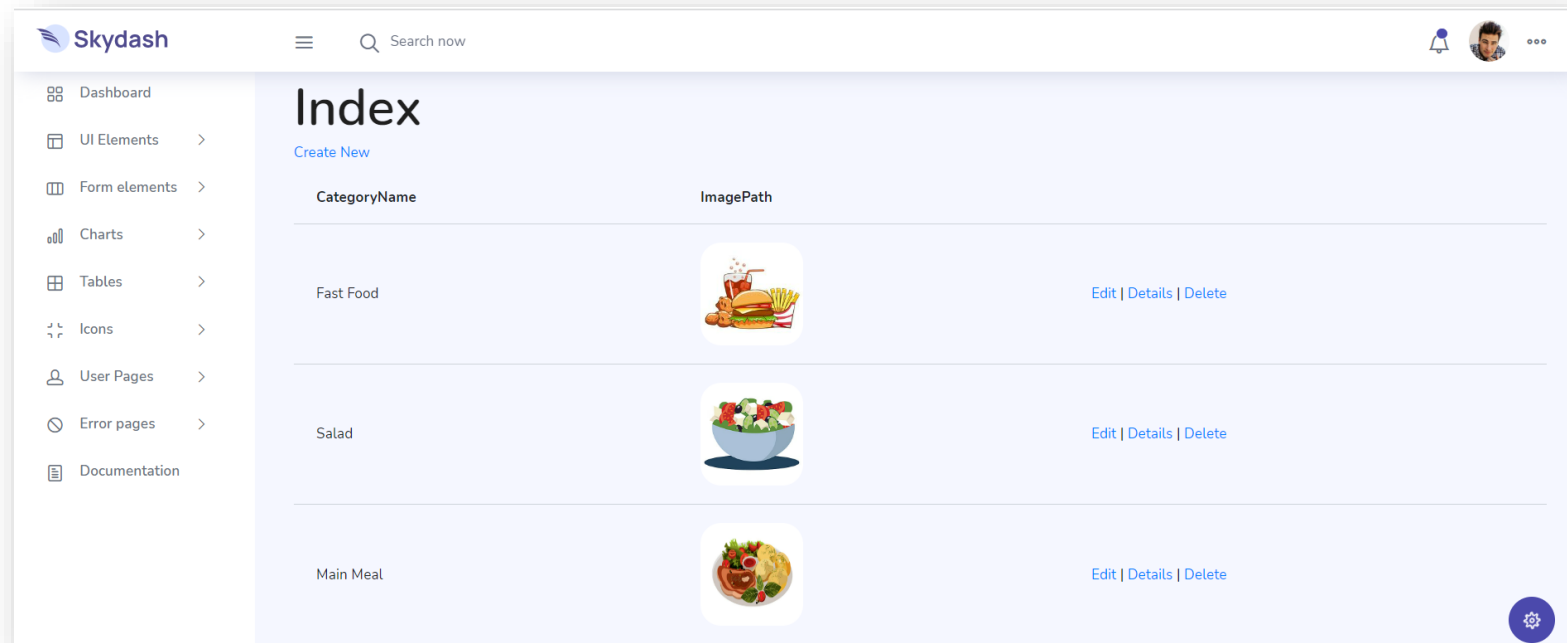 Skydash
Search now
Dashboard
UI Elements
Form elements
Charts
Tables
Icons
User Pages
Error pages
Documentation
Index
Create New
CategoryName ImagePath
Fast Food Edit | Details | Delete
Salad Edit | Details | Delete
Main Meal Edit | Details | Delete